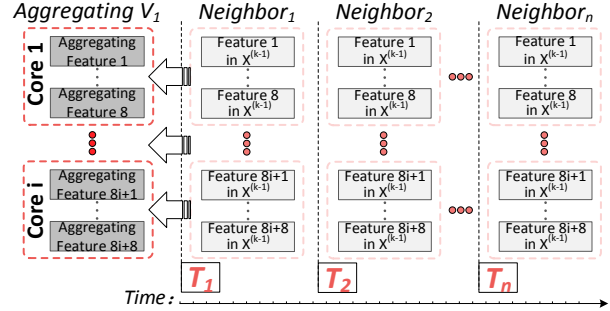 Aggregating V1 Neighbor1 Neighbor2 Neighborn
Core 1
Aggregating
Feature 1
Aggregating
Feature 8
Feature 1
in X(k-1)
Feature 8
in X(k-1)
Feature 1
in X(k-1)
Feature 8
in X(k-1)
Feature 1
in X(k-1)
Feature 8
in X(k-1)
Core i
Aggregating
Feature 8i+1
Aggregating
Feature 8i+8
Feature 8i+1
in X(k-1)
Feature 8i+8
in X(k-1)
Feature 8i+1
in X(k-1)
Feature 8i+8
in X(k-1)
Feature 8i+1
in X(k-1)
Feature 8i+8
in X(k-1)
T1 T2 Tn
Time：